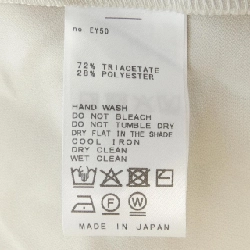 no EY50
72% TRIACETATE
28% POLYESTER
HAND WASH
DO NOT BLEACH
DO NOT TUMBLE DRY
DRY FLAT IN THE SHADE
COOL IRON
DRY CLEAN
WET CLEAN
F W
MADE IN JAPAN